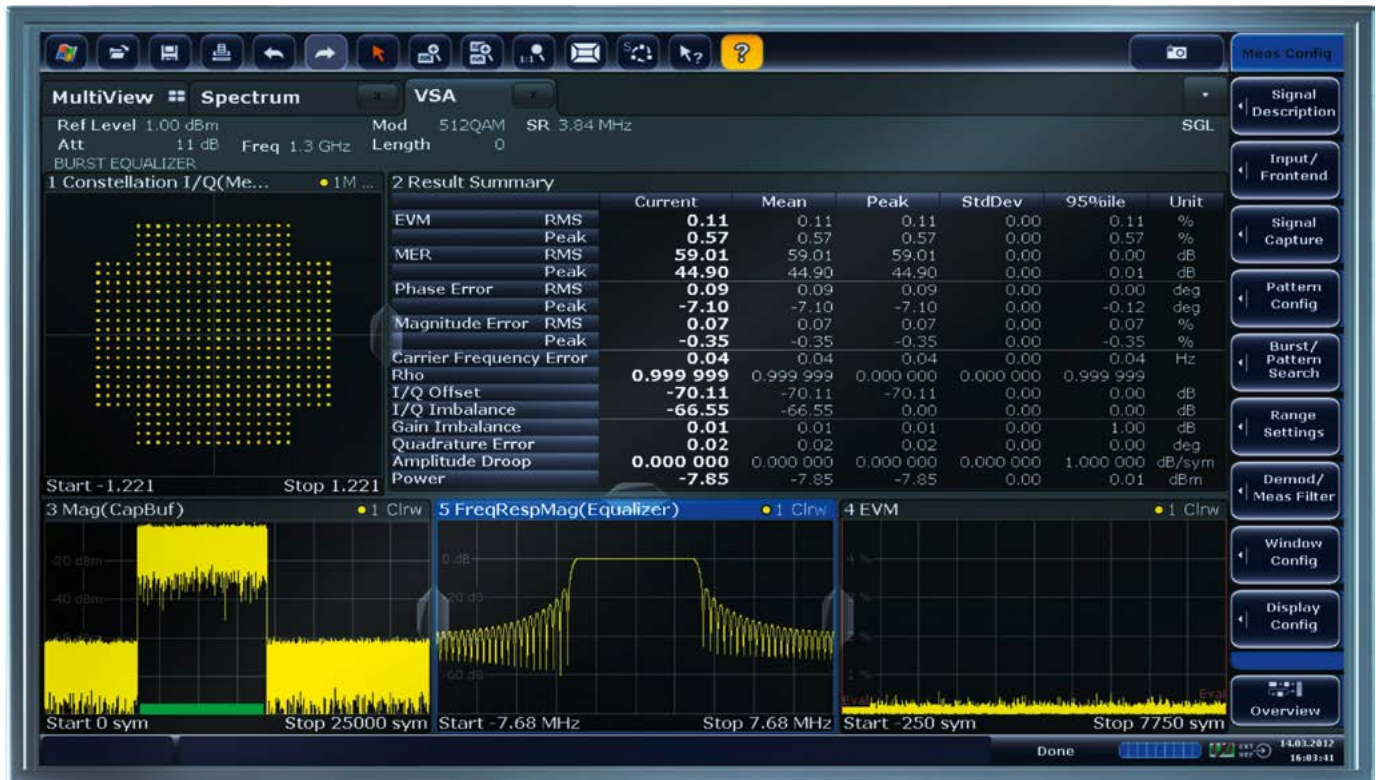 S
1:1
?
?
Meas Config
MultiView Spectrum x VSA x
Ref Level 1.00 dBm Mod 512QAM SR 3.84 MHz SGL
Att 11 dB Freq 1.3 GHz Length 0
BURST EQUALIZER
1 Constellation I/Q(Me... 1M ...
Start -1.221 Stop 1.221
2 Result Summary
Current Mean Peak StdDev 95%ile Unit
EVM RMS 0.11 0.11 0.11 0.00 0.11 %
Peak 0.57 0.57 0.57 0.00 0.57 %
MER RMS 59.01 59.01 59.01 0.00 0.00 dB
Peak 44.90 44.90 44.90 0.00 0.01 dB
Phase Error RMS 0.09 0.09 0.09 0.00 0.00 deg
Peak -7.10 -7.10 -7.10 0.00 -0.12 deg
Magnitude Error RMS 0.07 0.07 0.07 0.00 0.07 %
Peak -0.35 -0.35 -0.35 0.00 -0.35 %
Carrier Frequency Error 0.04 0.04 0.04 0.00 0.04 Hz
Rho 0.999 999 0.999 999 0.000 000 0.000 000 0.999 999
I/Q Offset -70.11 -70.11 -70.11 0.00 0.00 dB
I/Q Imbalance -66.55 -66.55 0.00 0.00 0.00 dB
Gain Imbalance 0.01 0.01 0.01 0.00 1.00 dB
Quadrature Error 0.02 0.02 0.02 0.00 0.00 deg
Amplitude Droop 0.000 000 0.000 000 0.000 000 0.000 000 1.000 000 dB/sym
Power -7.85 -7.85 -7.85 0.00 0.01 dBm
3 Mag(CapBuf) 1 Clrw
-20 dBm
-40 dBm
Start 0 sym Stop 25000 sym
5 FreqRespMag(Equalizer) 1 Clrw
0 dB
-20 dB
-60 dB
Start -7.68 MHz Stop 7.68 MHz
4 EVM 1 Clrw
4 %
1 %
Eval
Start -250 sym Stop 7750 sym
Signal
Description
Input/
Frontend
Signal
Capture
Pattern
Config
Burst/
Pattern
Search
Range
Settings
Demod/
Meas Filter
Window
Config
Display
Config
Overview
Done
EXT
REF
14.03.2012
16:03:41